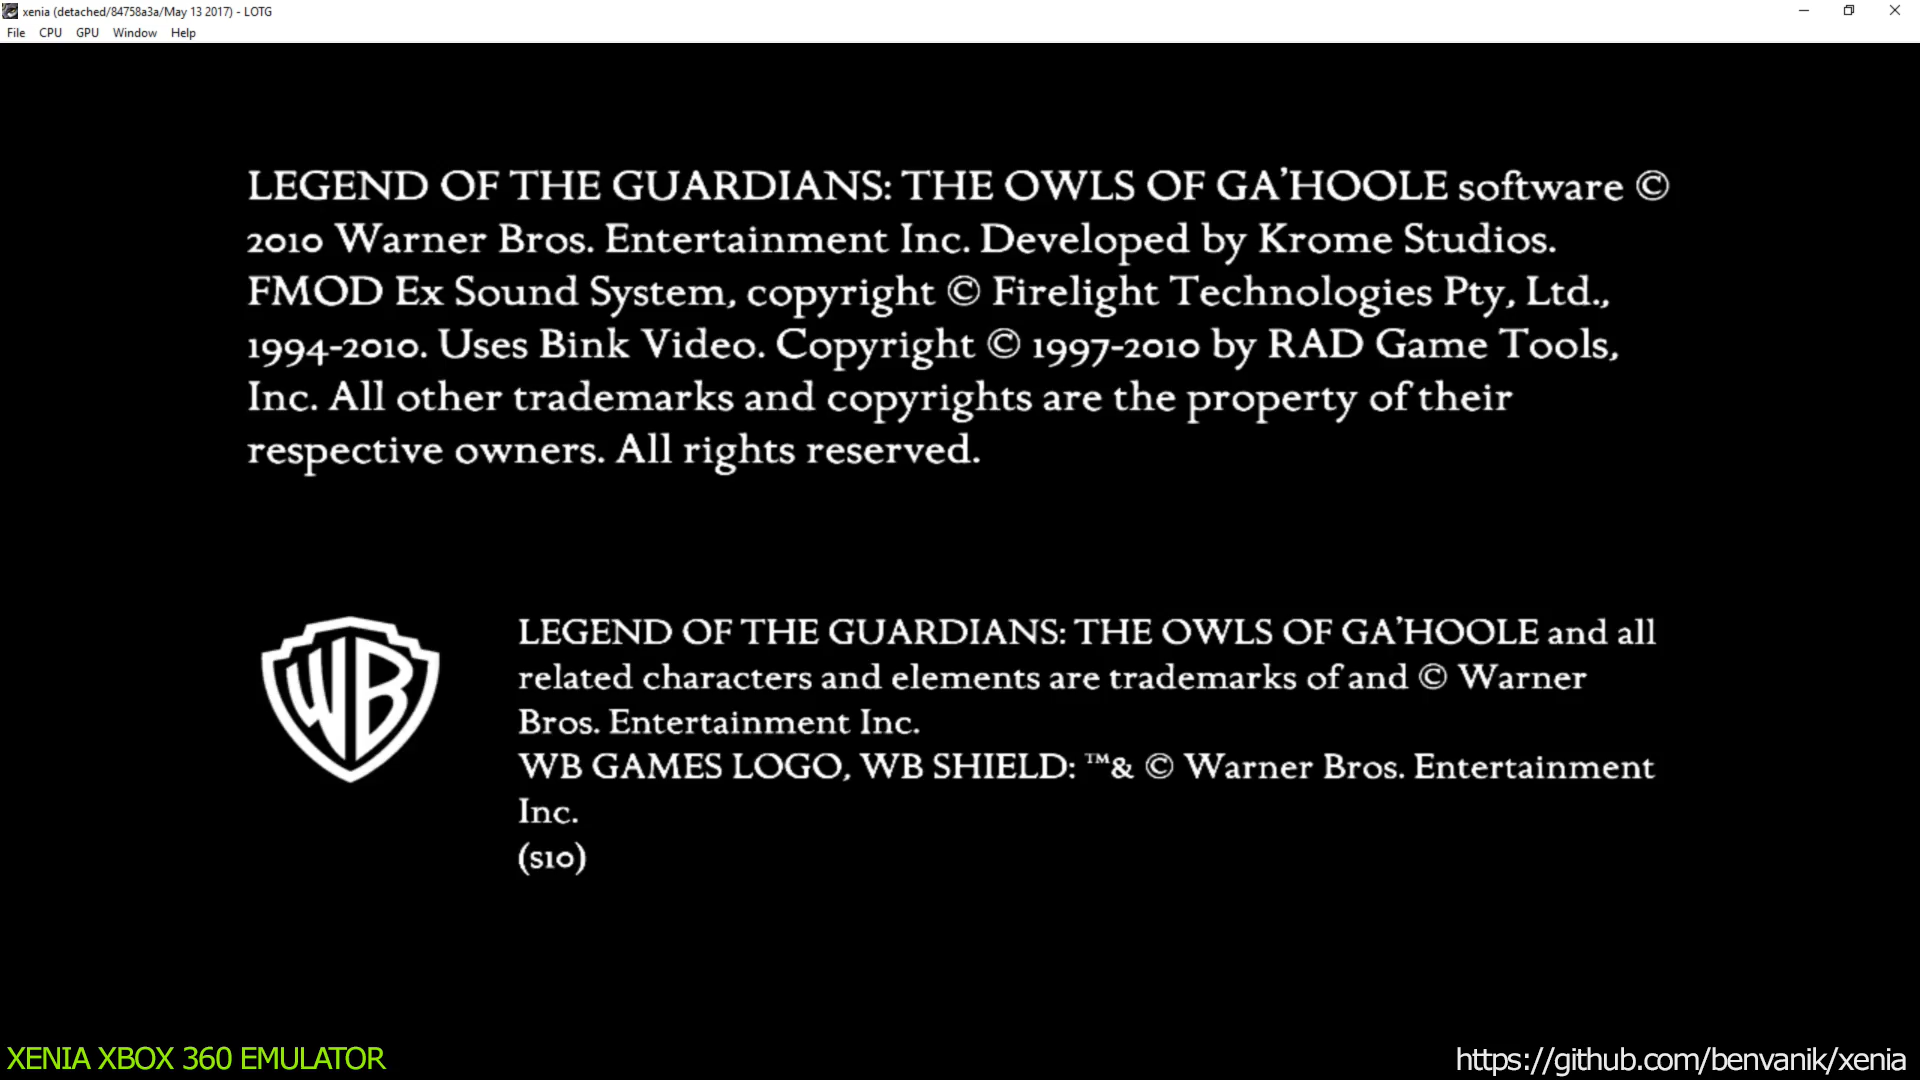 xenia (detached/84758a3a/May 13 2017) - LOTG
File CPU GPU Window Help
LEGEND OF THE GUARDIANS: THE OWLS OF GA'HOOLE software ©
2010 Warner Bros. Entertainment Inc. Developed by Krome Studios.
FMOD Ex Sound System, copyright © Firelight Technologies Pty, Ltd.,
1994-2010. Uses Bink Video. Copyright © 1997-2010 by RAD Game Tools,
Inc. All other trademarks and copyrights are the property of their
respective owners. All rights reserved.
WB
LEGEND OF THE GUARDIANS: THE OWLS OF GA'HOOLE and all
related characters and elements are trademarks of and © Warner
Bros. Entertainment Inc.
WB GAMES LOGO, WB SHIELD: ™& © Warner Bros. Entertainment
Inc.
(s10)
XENIA XBOX 360 EMULATOR
https://github.com/benvanik/xenia